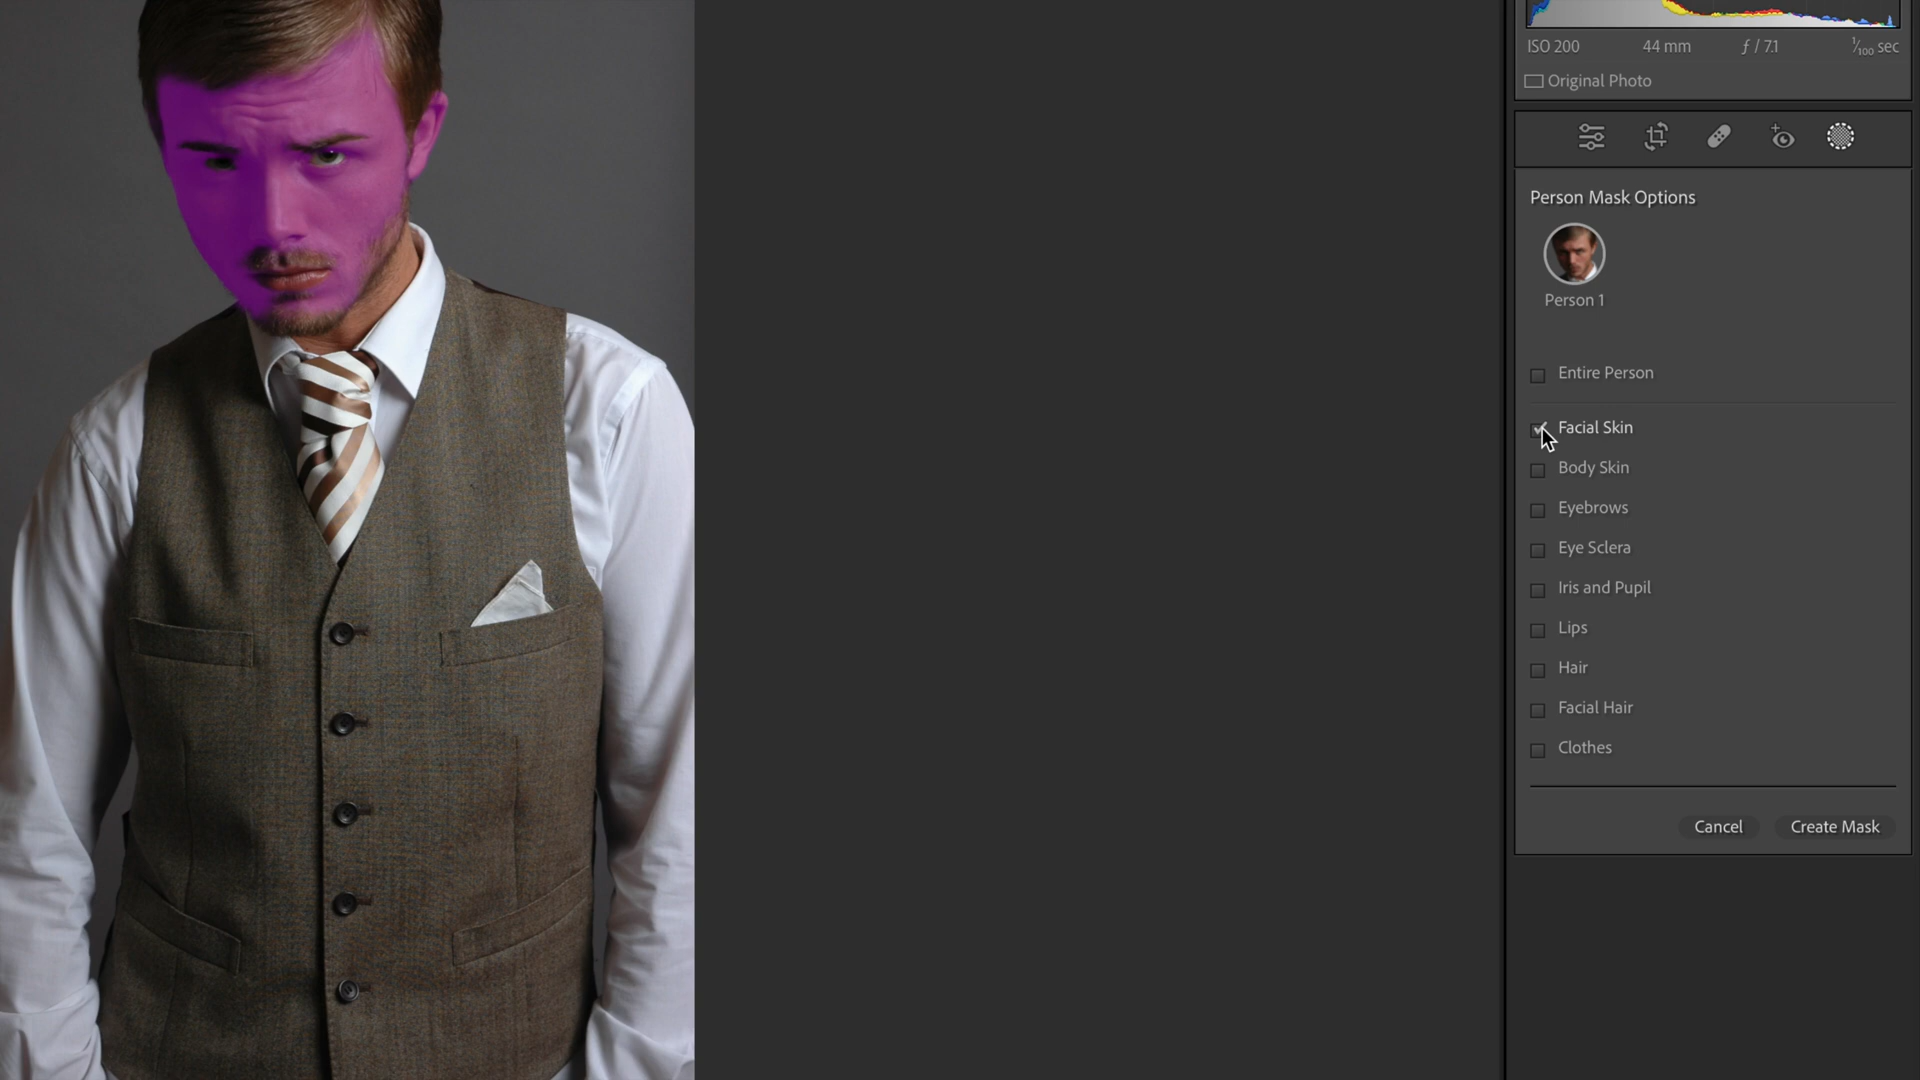 ISO 200 44 mm ƒ / 7.1 1/100 sec
Original Photo
Person Mask Options
Person 1
Entire Person
Facial Skin
Body Skin
Eyebrows
Eye Sclera
Iris and Pupil
Lips
Hair
Facial Hair
Clothes
Cancel Create Mask